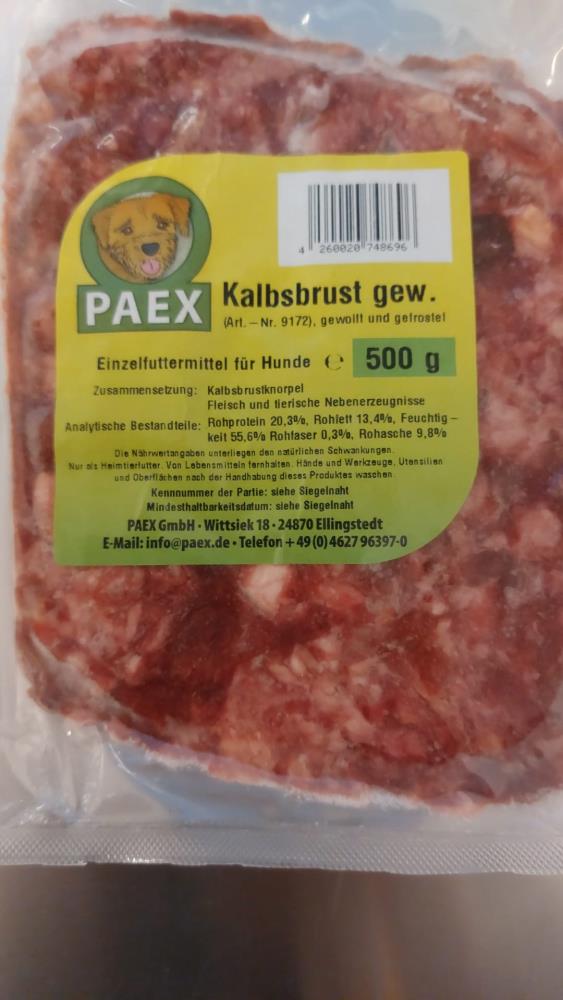 4 260020 748696
PAEX
Kalbsbrust gew.
(Art. – Nr. 9172), gewolft und gefrostet
Einzelfuttermittel für Hunde ℮ 500 g
Zusammensetzung: Kalbsbrustknorpel
Fleisch und tierische Nebenerzeugnisse
Analytische Bestandteile: Rohprotein 20,3%, Rohfett 13,4%, Feuchtig –
keit 55,6% Rohfaser 0,3%, Rohasche 9,8%
Die Nährwertangaben unterliegen den natürlichen Schwankungen.
Nur als Heimtierfutter. Von Lebensmitteln fernhalten. Hände und Werkzeuge, Utensilien
und Oberflächen nach der Handhabung dieses Produktes waschen.
Kennnummer der Partie: siehe Siegelnaht
Mindesthaltbarkeitsdatum: siehe Siegelnaht
PAEX GmbH • Wittsiek 18 • 24870 Ellingstedt
E-Mail: info@paex.de • Telefon +49 (0) 4627 96397-0